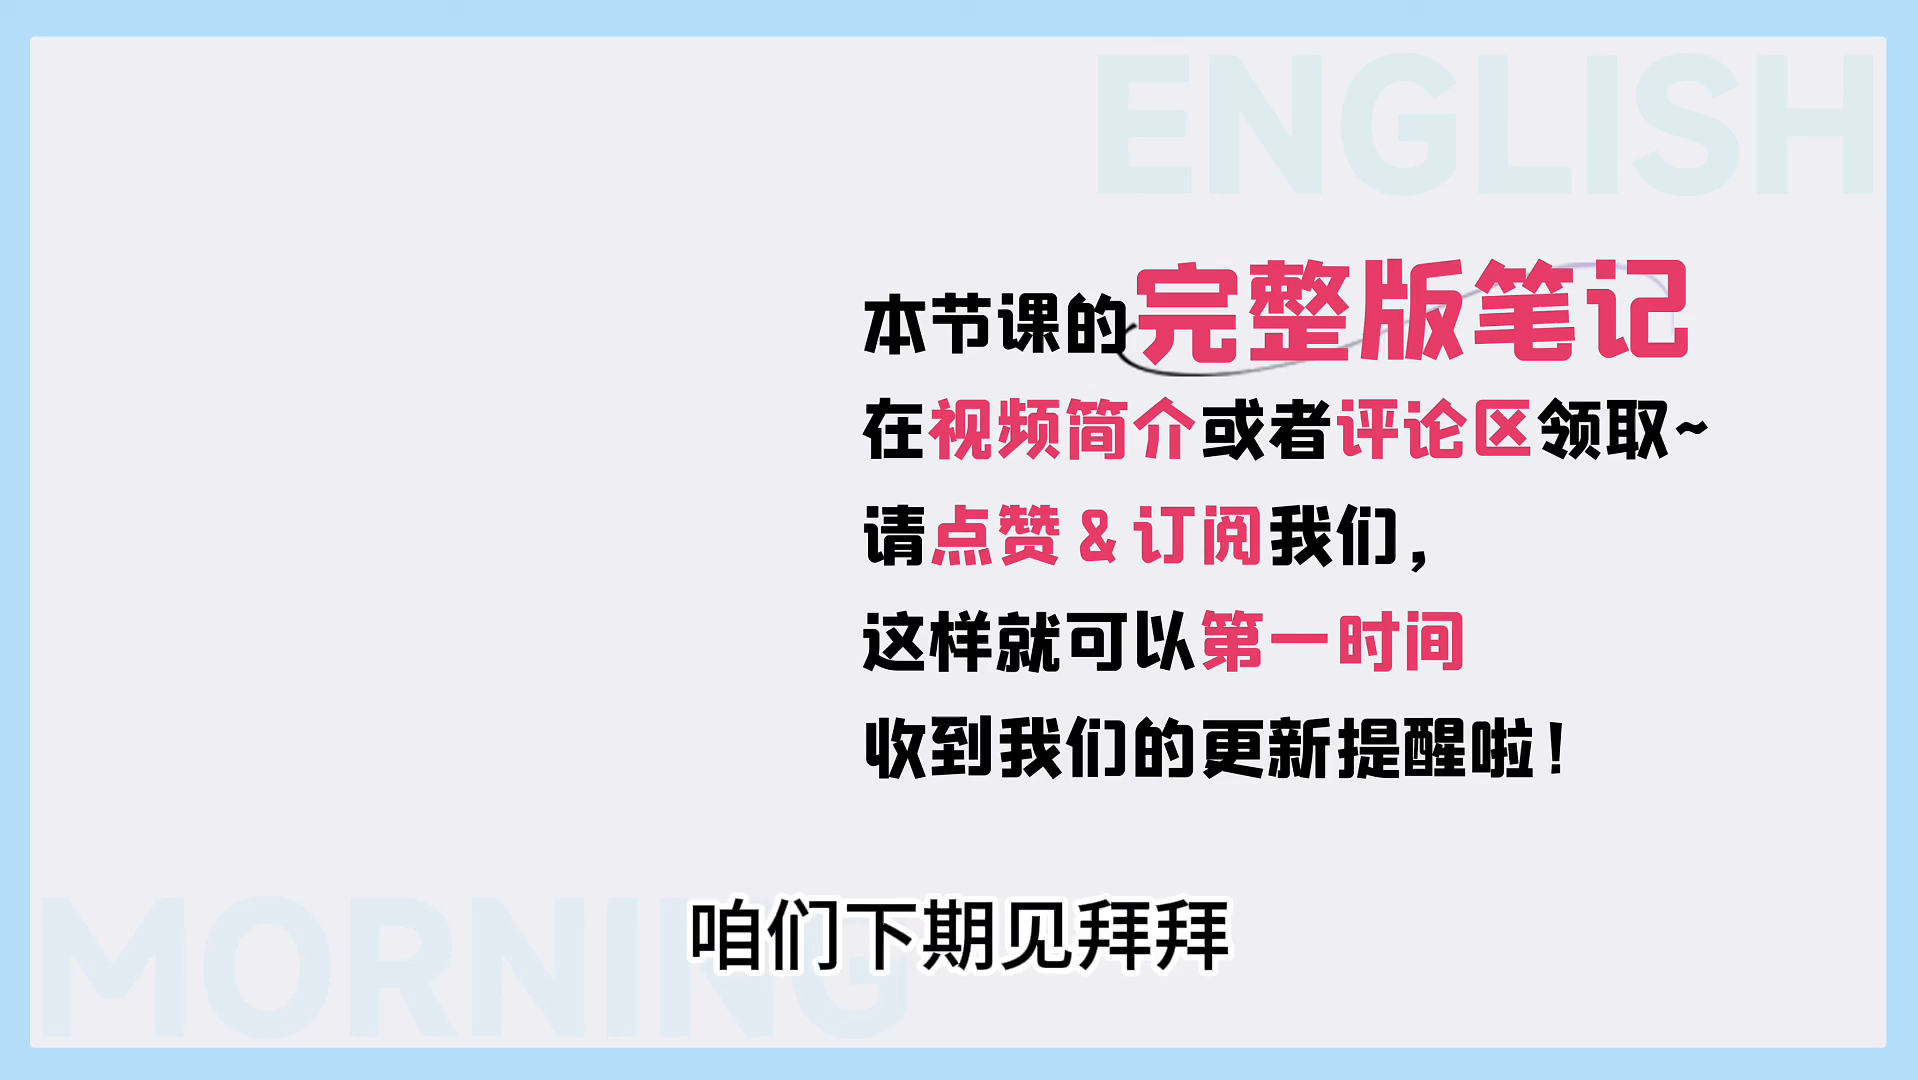 ENGLISH
本节课的完整版笔记
在视频简介或者评论区领取~
请点赞&订阅我们，
这样就可以第一时间
收到我们的更新提醒啦！
咱们下期见拜拜
MORNING